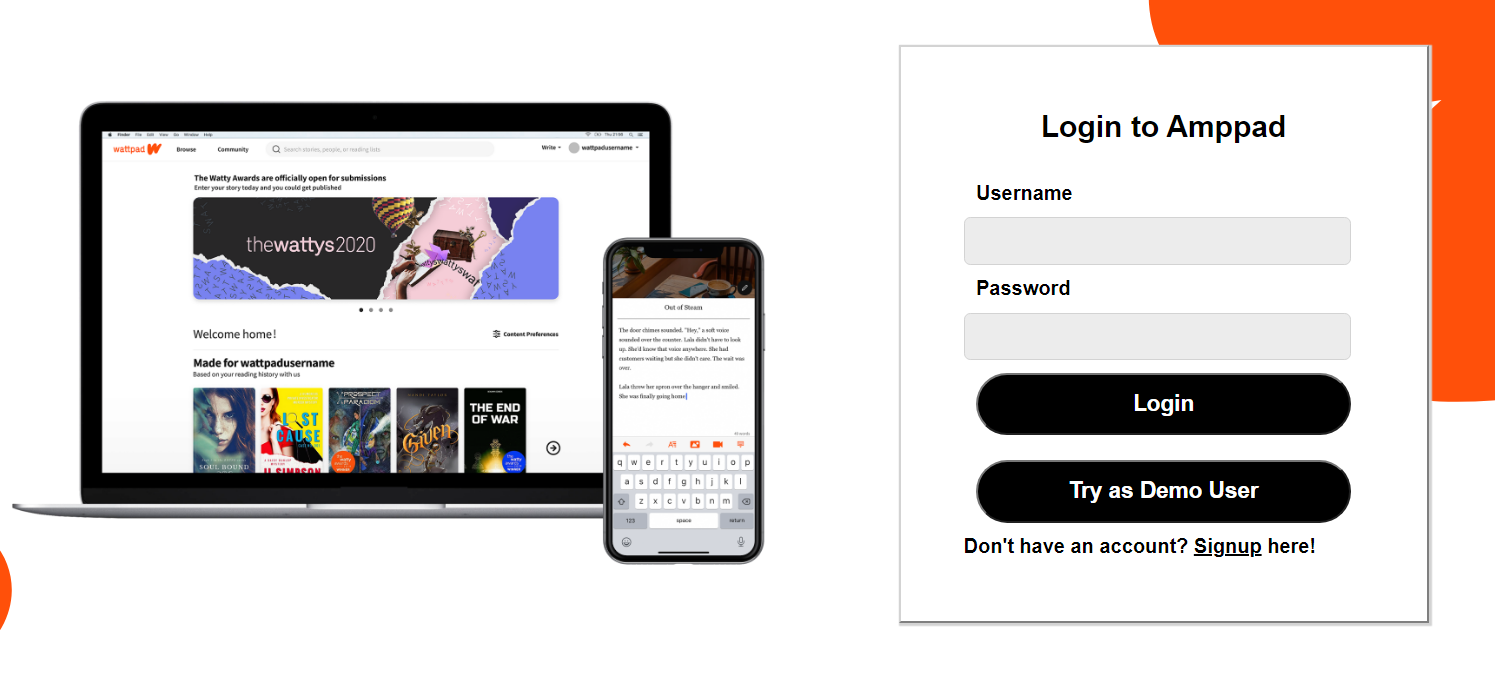 Finder File Edit View Go Window Help
Thu 21:08
wattpad W
Browse
Community
Search stories, people, or reading lists
Write
wattpadusername
The Watty Awards are officially open for submissions
Enter your story today and you could get published
thewattys2020
Welcome home!
Content Preferences
Made for wattpadusername
Based on your reading history with us
SOUL BOUND
LOST
CAUSE
SIMPSON
PROSPECT
PARADIGM
Given
THE END
OF WAR
Out of Steam
The door chimes sounded. "Hey," a soft voice
sounded over the counter. Lala didn't have to look
up. She'd know that voice anywhere. She had
customers waiting but she didn't care. The wait was
over.
Lala threw her apron over the hanger and smiled.
She was finally going home
q w e r t y u i o p
a s d f g h j k l
z x c v b n m
123 space return
Login to Amppad
Username
Password
Login
Try as Demo User
Don't have an account? Signup here!